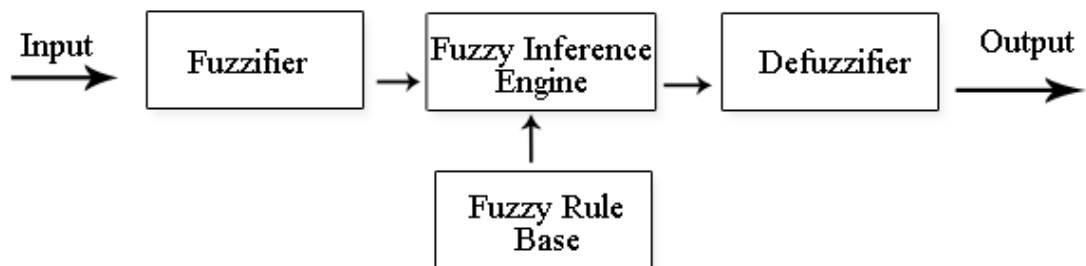 Input
Fuzzifier
Fuzzy Inference
Engine
Defuzzifier
Output
Fuzzy Rule
Base